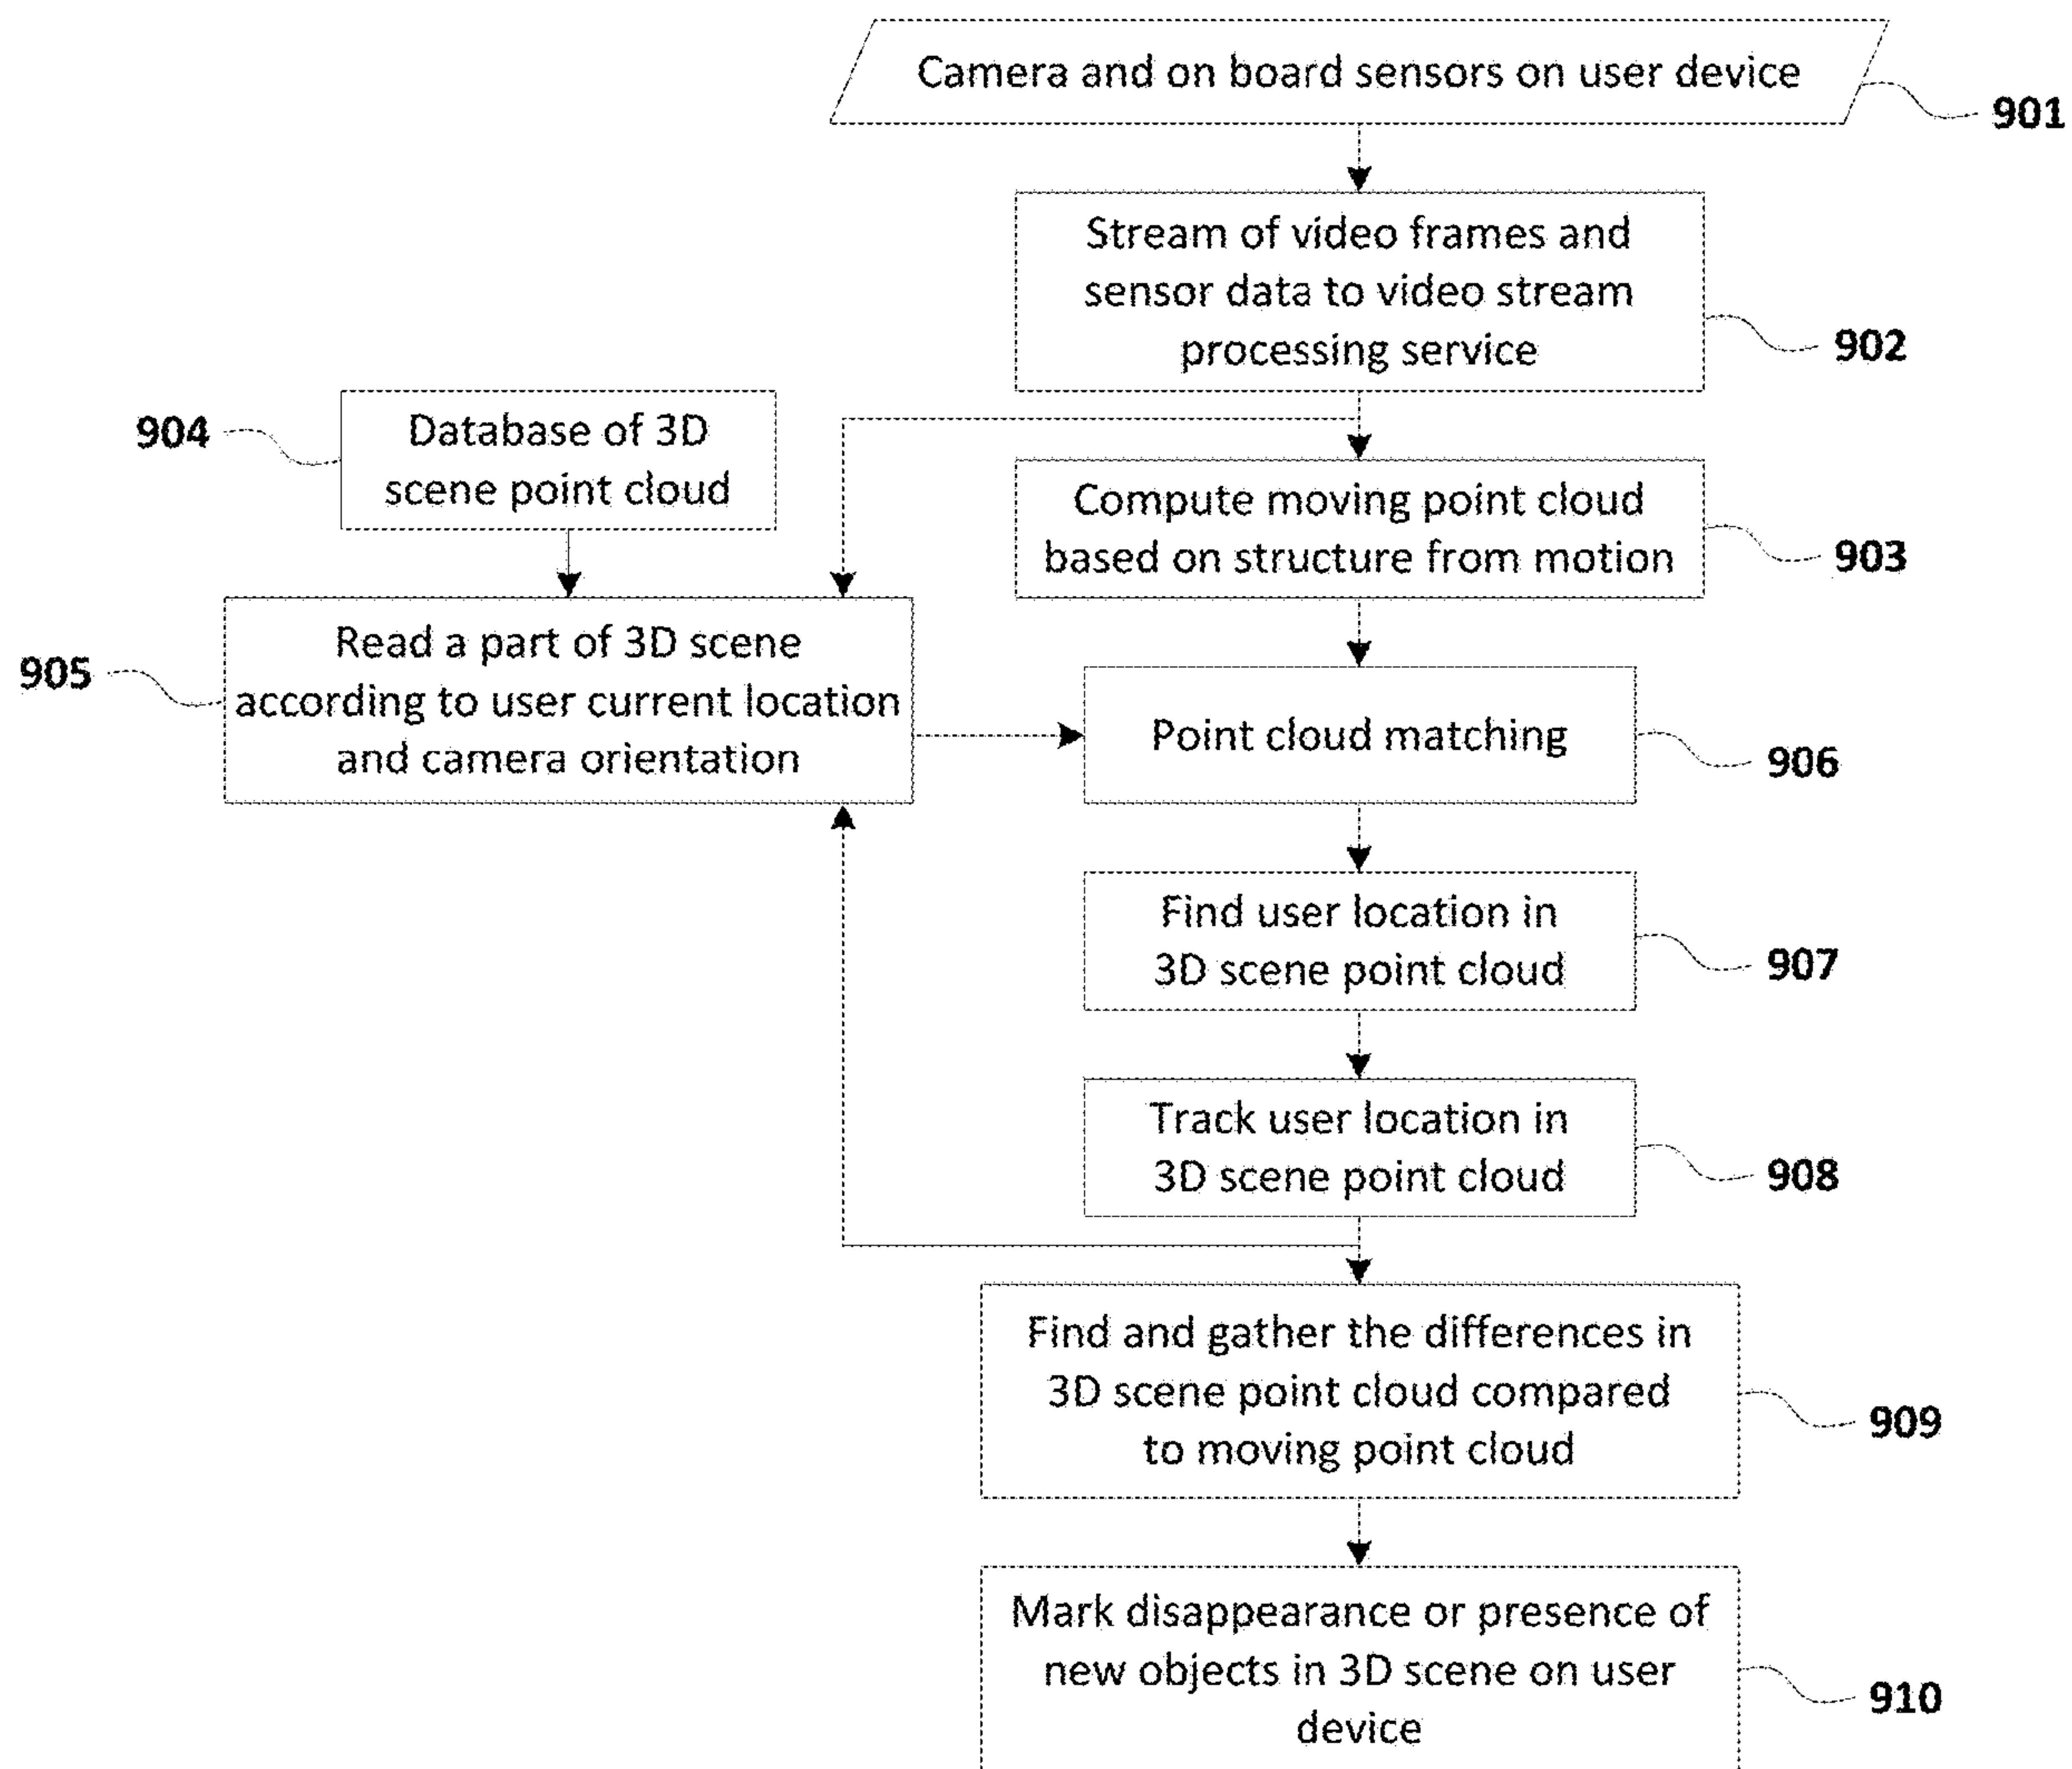 Camera and on board sensors on user device
901
Stream of video frames and
sensor data to video stream
processing service
902
904
Database of 3D
scene point cloud
Compute moving point cloud
based on structure from motion
903
905
Read a part of 3D scene
according to user current location
and camera orientation
Point cloud matching
906
Find user location in
3D scene point cloud
907
Track user location in
3D scene point cloud
908
Find and gather the differences in
3D scene point cloud compared
to moving point cloud
909
Mark disappearance or presence of
new objects in 3D scene on user
device
910